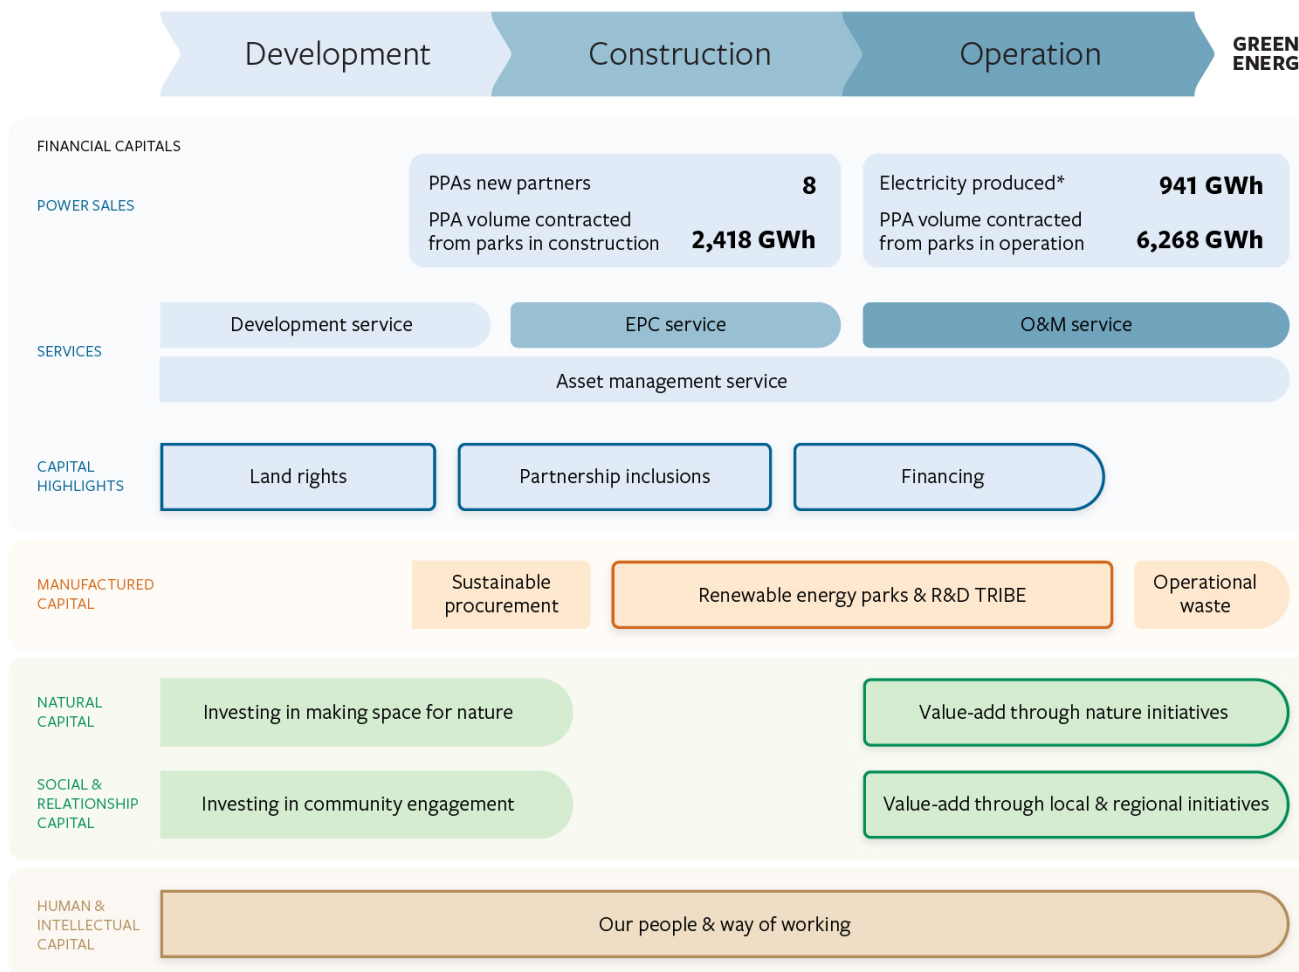 Development
Construction
Operation
GREEN
ENERG
FINANCIAL CAPITALS
POWER SALES
PPAs new partners 8
PPA volume contracted
from parks in construction 2,418 GWh
Electricity produced* 941 GWh
PPA volume contracted
from parks in operation 6,268 GWh
SERVICES
Development service
EPC service
O&M service
Asset management service
CAPITAL
HIGHLIGHTS
Land rights
Partnership inclusions
Financing
MANUFACTURED
CAPITAL
Sustainable
procurement
Renewable energy parks & R&D TRIBE
Operational
waste
NATURAL
CAPITAL
Investing in making space for nature
Value-add through nature initiatives
SOCIAL &
RELATIONSHIP
CAPITAL
Investing in community engagement
Value-add through local & regional initiatives
HUMAN &
INTELLECTUAL
CAPITAL
Our people & way of working